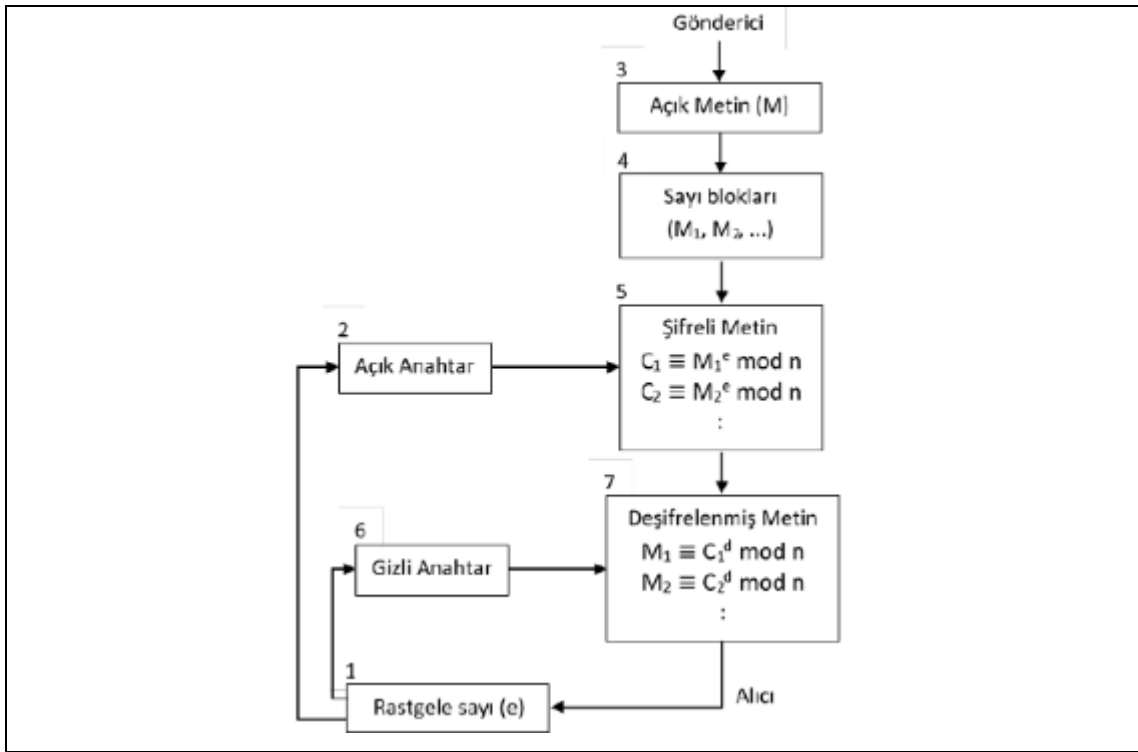 Gönderici
3
Açık Metin (M)
4
Sayı blokları
(M₁, M₂, ...)
5
Şifreli Metin
C₁ ≡ M₁ᵉ mod n
C₂ ≡ M₂ᵉ mod n
:
2
Açık Anahtar
7
Deşifrelenmiş Metin
M₁ ≡ C₁ᵈ mod n
M₂ ≡ C₂ᵈ mod n
:
6
Gizli Anahtar
1
Rastgele sayı (e)
Alıcı